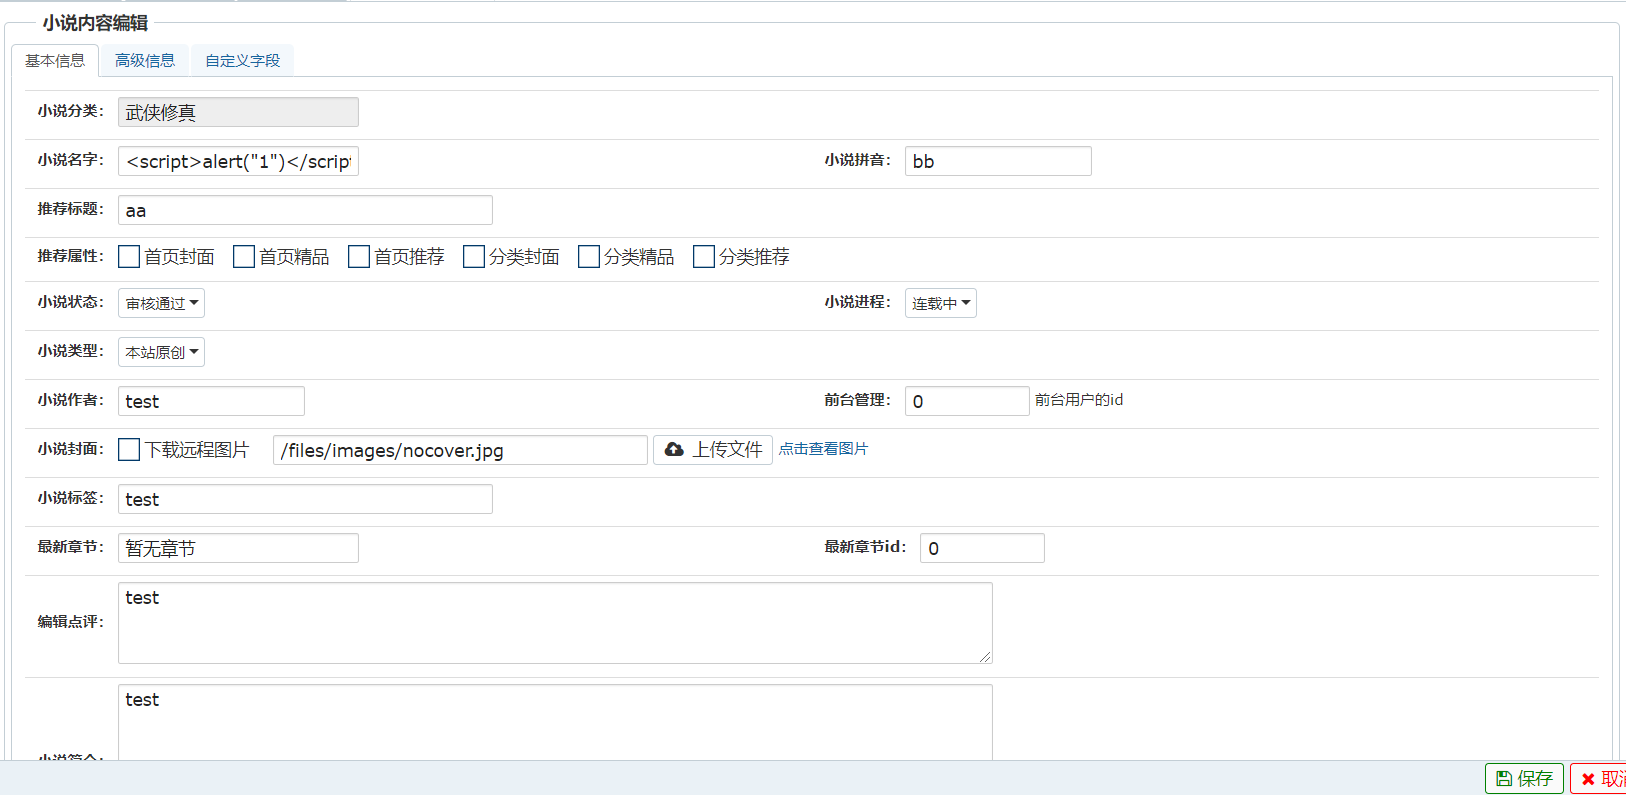 小说内容编辑
基本信息 高级信息 自定义字段
小说分类： 武侠修真
小说名字： <script>alert("1")</script 小说拼音： bb
推荐标题： aa
推荐属性： 首页封面 首页精品 首页推荐 分类封面 分类精品 分类推荐
小说状态： 审核通过 小说进程： 连载中
小说类型： 本站原创
小说作者： test 前台管理： 0 前台用户的id
小说封面： 下载远程图片 /files/images/nocover.jpg 上传文件 点击查看图片
小说标签： test
最新章节： 暂无章节 最新章节id： 0
编辑点评： test
小说简介： test
保存 取消